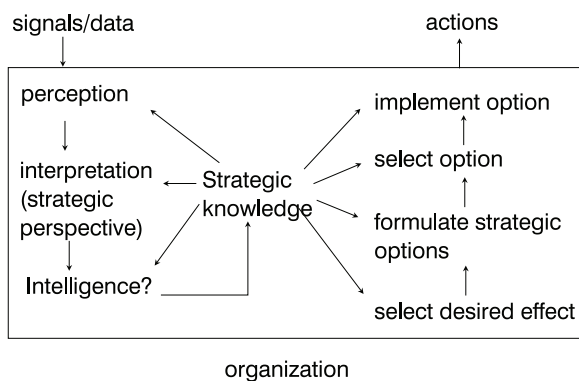 signals/data
actions
perception
interpretation
(strategic
perspective)
Intelligence?
Strategic
knowledge
implement option
select option
formulate strategic
options
select desired effect
organization